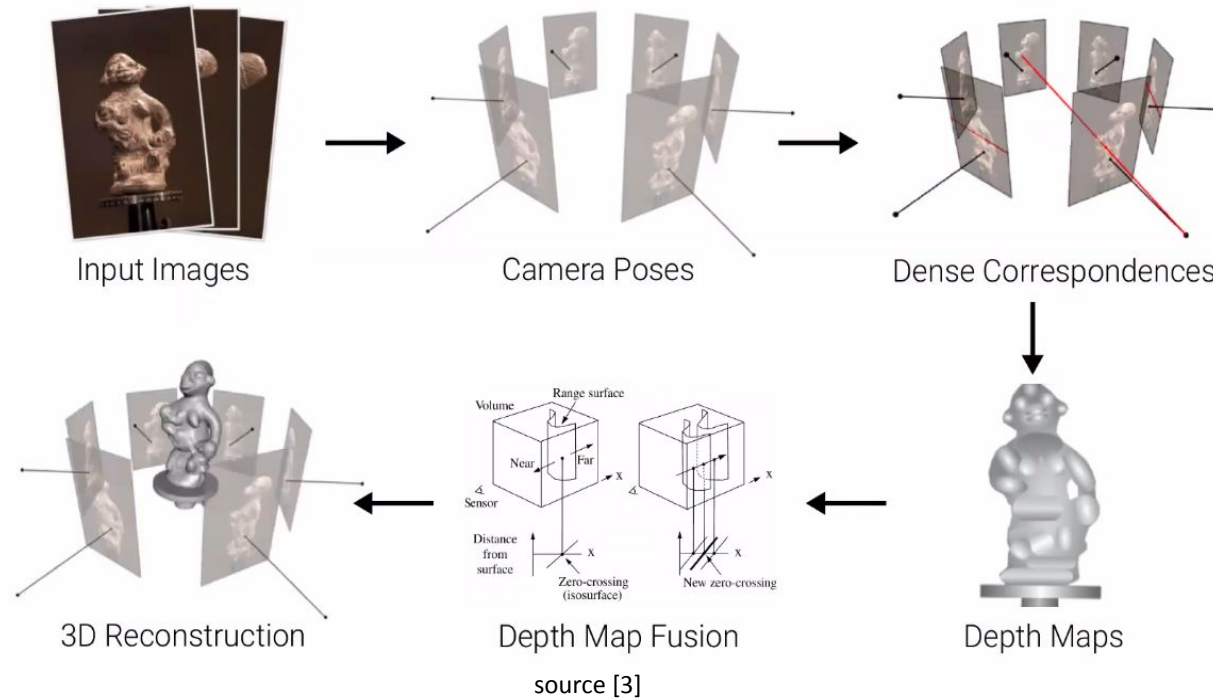 Input Images
Camera Poses
Dense Correspondences
3D Reconstruction
Volume
Range surface
Near
Far
x
Sensor
Distance
from
surface
x
Zero-crossing
(isosurface)
x
x
New zero-crossing
Depth Map Fusion
Depth Maps
source [3]